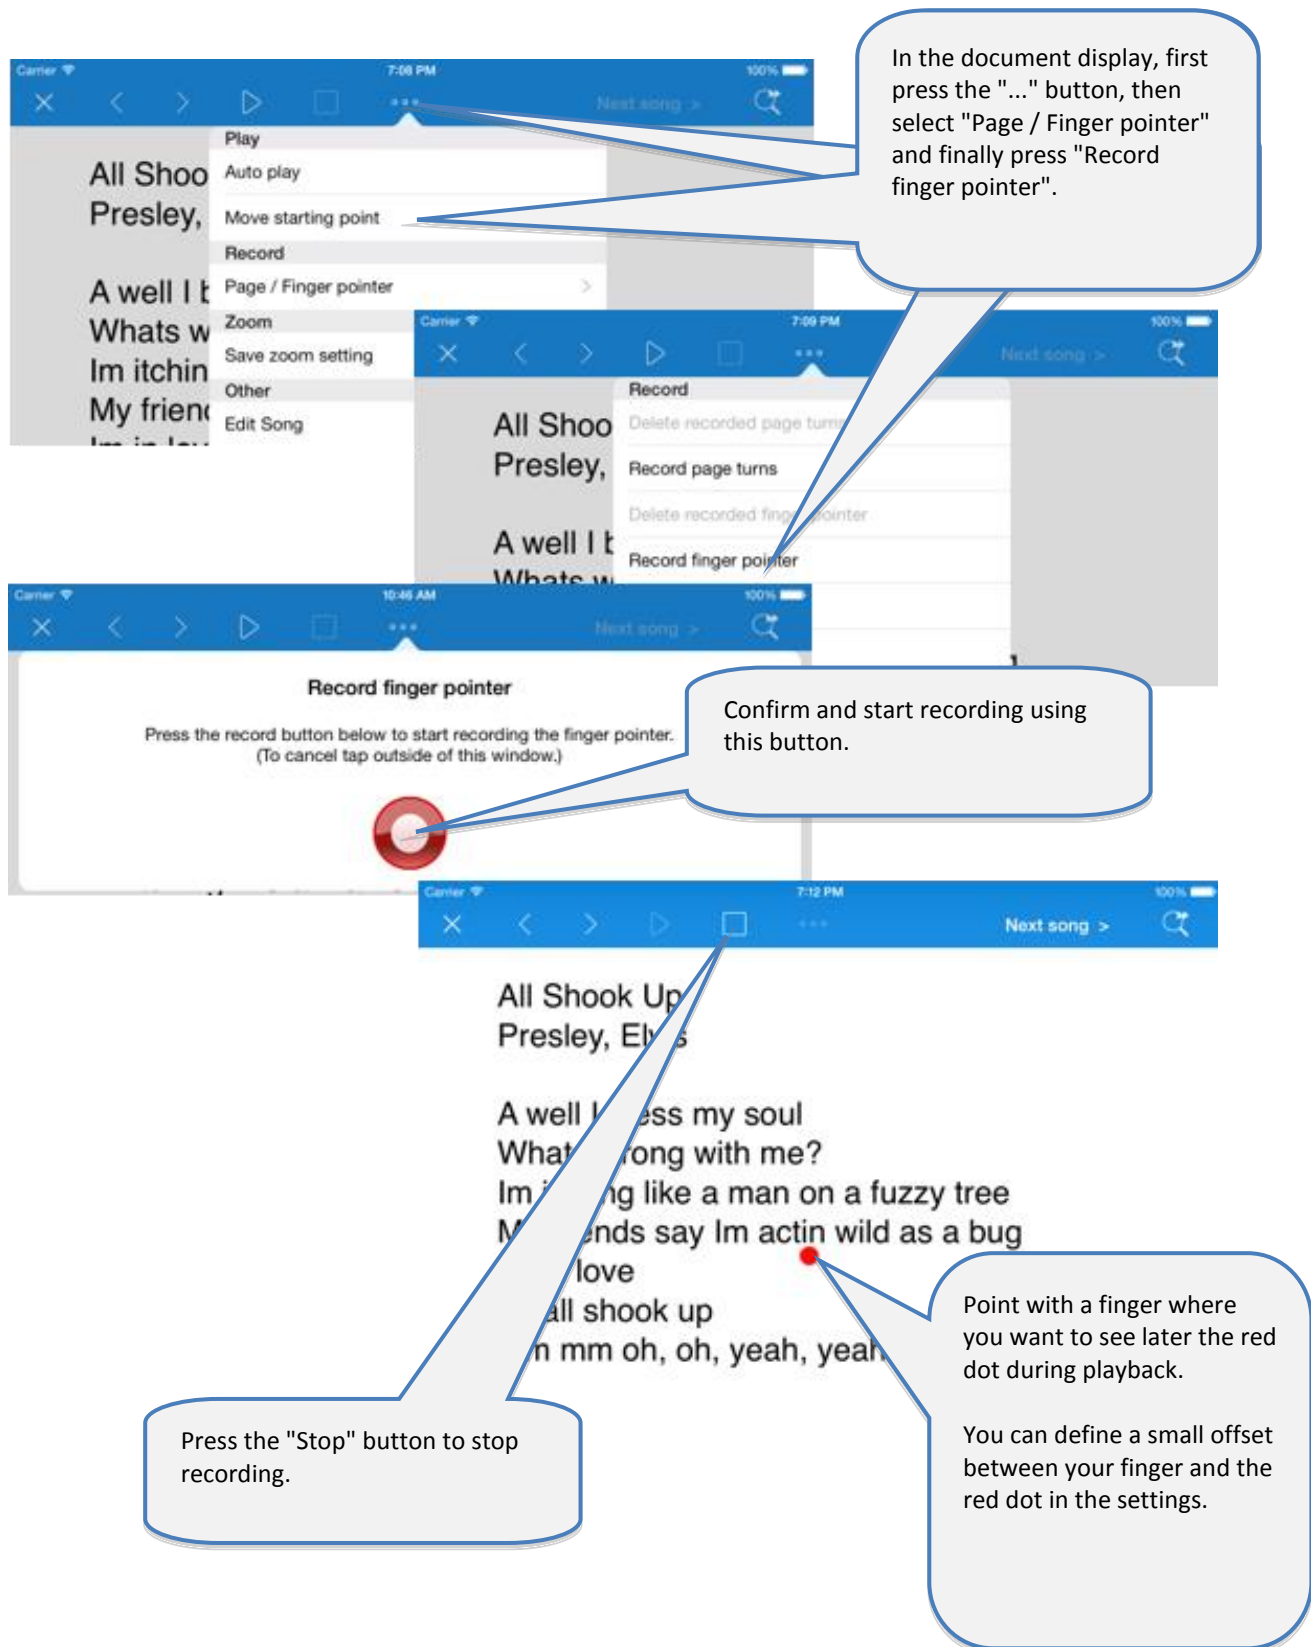 In the document display, first
press the "..." button, then
select "Page / Finger pointer"
and finally press "Record
finger pointer".
Carrier 7:08 PM 100%
Next song >
Play
Auto play
Move starting point
Record
Page / Finger pointer >
Zoom
Save zoom setting
Other
Edit Song
All Shoo
Presley,
A well I
Whats w
Im itchin
My frien
Carrier 7:09 PM 100%
Next song >
Record
Delete recorded page turns
Record page turns
Delete recorded finger pointer
Record finger pointer
All Shoo
Presley,
A well I
Whats w
Carrier 10:46 AM 100%
Next song >
Record finger pointer
Press the record button below to start recording the finger pointer.
(To cancel tap outside of this window.)
Confirm and start recording using
this button.
Carrier 7:12 PM 100%
Next song >
All Shook Up
Presley, Elvis
A well I ess my soul
What rong with me?
Im i ng like a man on a fuzzy tree
M ends say Im actin wild as a bug
love
all shook up
mm oh, oh, yeah, yeah
Point with a finger where
you want to see later the red
dot during playback.
You can define a small offset
between your finger and the
red dot in the settings.
Press the "Stop" button to stop
recording.